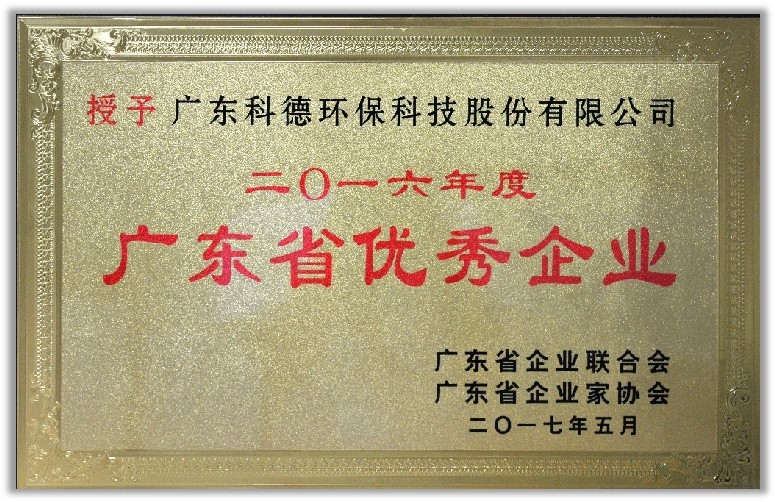 授予 广东科德环保科技股份有限公司
二〇一六年度
广东省优秀企业
广东省企业联合会
广东省企业家协会
二〇一七年五月